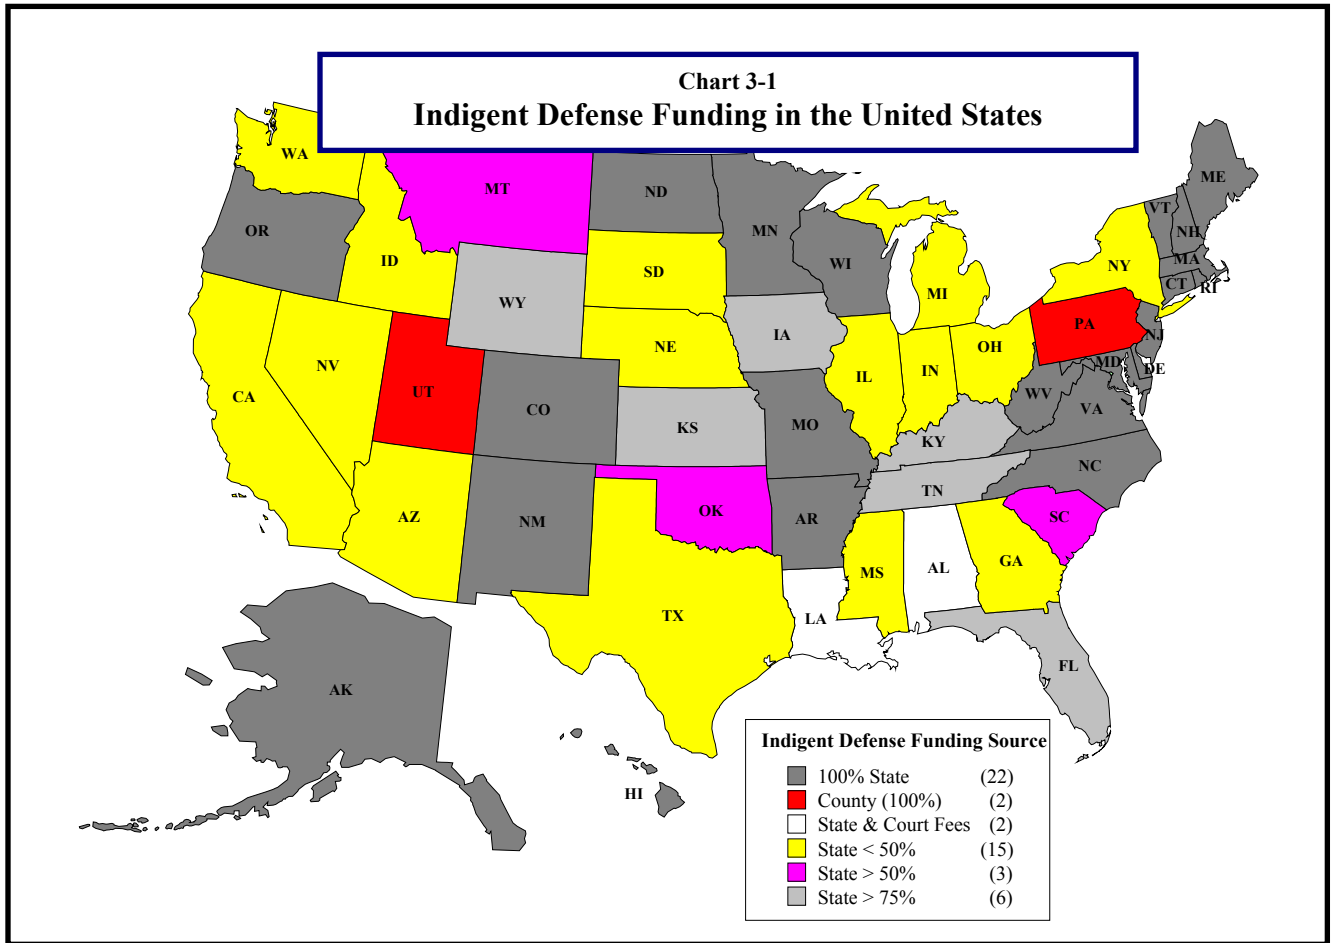 Chart 3-1
Indigent Defense Funding in the United States
WA
MT
ND
MN
ME
VT
NH
OR
ID
SD
WI
MI
NY
MA
CT
RI
WY
IA
NE
PA
NJ
NV
UT
CA
CO
KS
MO
IL
IN
OH
WV
MD
DE
VA
KY
NC
TN
AZ
NM
OK
AR
SC
MS
AL
GA
TX
LA
FL
AK
HI
Indigent Defense Funding Source
100% State (22)
County (100%) (2)
State & Court Fees (2)
State < 50% (15)
State > 50% (3)
State > 75% (6)